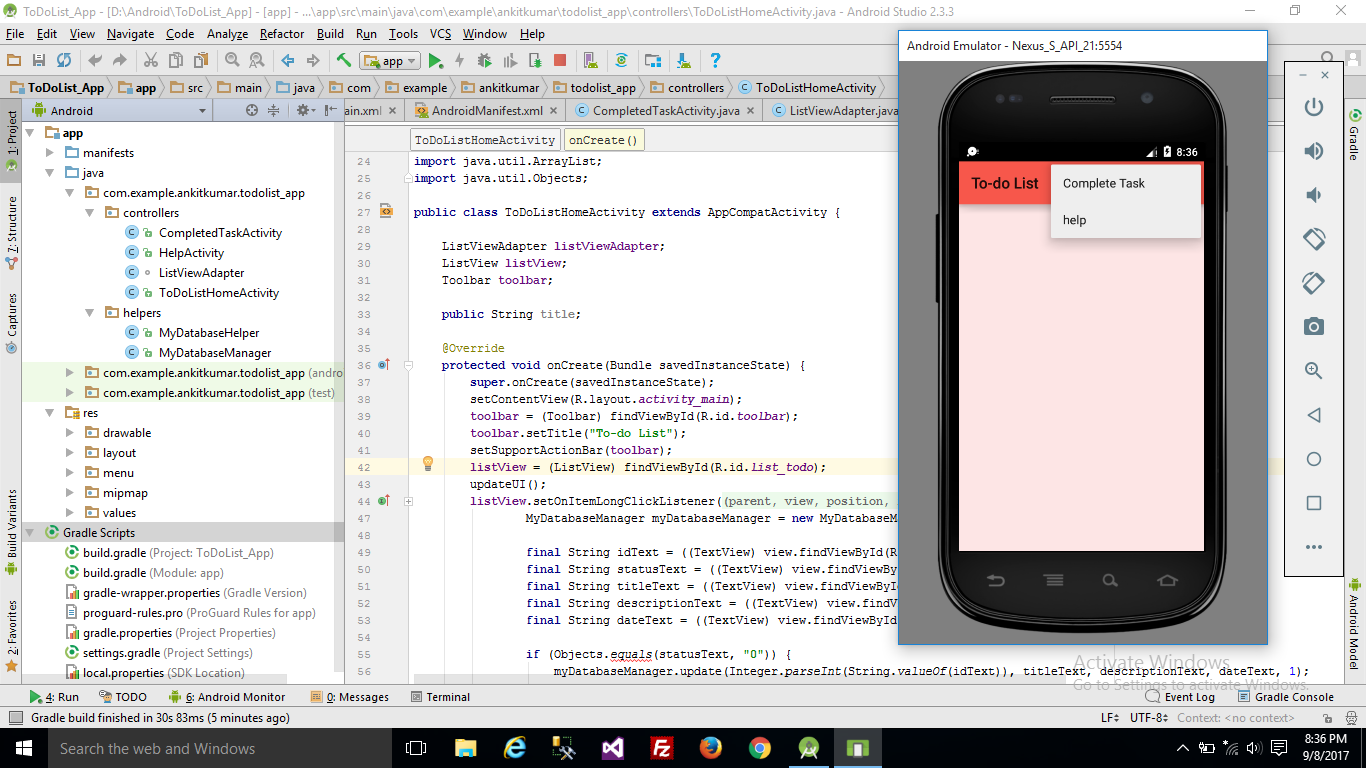 ToDoList_App - [D:\Android\ToDoList_App] - [app] - ...\app\src\main\java\com\example\ankitkumar\todolist_app\controllers\ToDoListHomeActivity.java - Android Studio 2.3.3
File Edit View Navigate Code Analyze Refactor Build Run Tools VCS Window Help
app
ToDoList_App app src main java com example ankitkumar todolist_app controllers ToDoListHomeActivity
Android
ain.xml AndroidManifest.xml CompletedTaskActivity.java ListViewAdapter.java
ToDoListHomeActivity onCreate()
1: Project
7: Structure
Captures
Build Variants
2: Favorites
app
manifests
java
com.example.ankitkumar.todolist_app
controllers
CompletedTaskActivity
HelpActivity
ListViewAdapter
ToDoListHomeActivity
helpers
MyDatabaseHelper
MyDatabaseManager
com.example.ankitkumar.todolist_app (andro
com.example.ankitkumar.todolist_app (test)
res
drawable
layout
menu
mipmap
values
Gradle Scripts
build.gradle (Project: ToDoList_App)
build.gradle (Module: app)
gradle-wrapper.properties (Gradle Version)
proguard-rules.pro (ProGuard Rules for app)
gradle.properties (Project Properties)
settings.gradle (Project Settings)
local.properties (SDK Location)
24 import java.util.ArrayList;
25 import java.util.Objects;
26
27 public class ToDoListHomeActivity extends AppCompatActivity {
28
29 ListViewAdapter listViewAdapter;
30 ListView listView;
31 Toolbar toolbar;
32
33 public String title;
34
35 @Override
36 protected void onCreate(Bundle savedInstanceState) {
37 super.onCreate(savedInstanceState);
38 setContentView(R.layout.activity_main);
39 toolbar = (Toolbar) findViewById(R.id.toolbar);
40 toolbar.setTitle("To-do List");
41 setSupportActionBar(toolbar);
42 listView = (ListView) findViewById(R.id.list_todo);
43 updateUI();
44 listView.setOnItemLongClickListener((parent, view, position,
47 MyDatabaseManager myDatabaseManager = new MyDatabaseM
48
49 final String idText = ((TextView) view.findViewById(R
50 final String statusText = ((TextView) view.findViewBy
51 final String titleText = ((TextView) view.findViewByI
52 final String descriptionText = ((TextView) view.findV
53 final String dateText = ((TextView) view.findViewById
54
55 if (Objects.equals(statusText, "0")) {
56 myDatabaseManager.update(Integer.parseInt(String.valueOf(idText)), titleText, descriptionText, dateText, 1);
Android Emulator - Nexus_S_API_21:5554
8:36
To-do List
Complete Task
help
Gradle
Android Model
Activate Windows
Go to Settings to activate Windows.
4: Run TODO 6: Android Monitor 0: Messages Terminal Event Log Gradle Console
Gradle build finished in 30s 83ms (5 minutes ago) LF UTF-8 Context: <no context>
Search the web and Windows
8:36 PM
9/8/2017